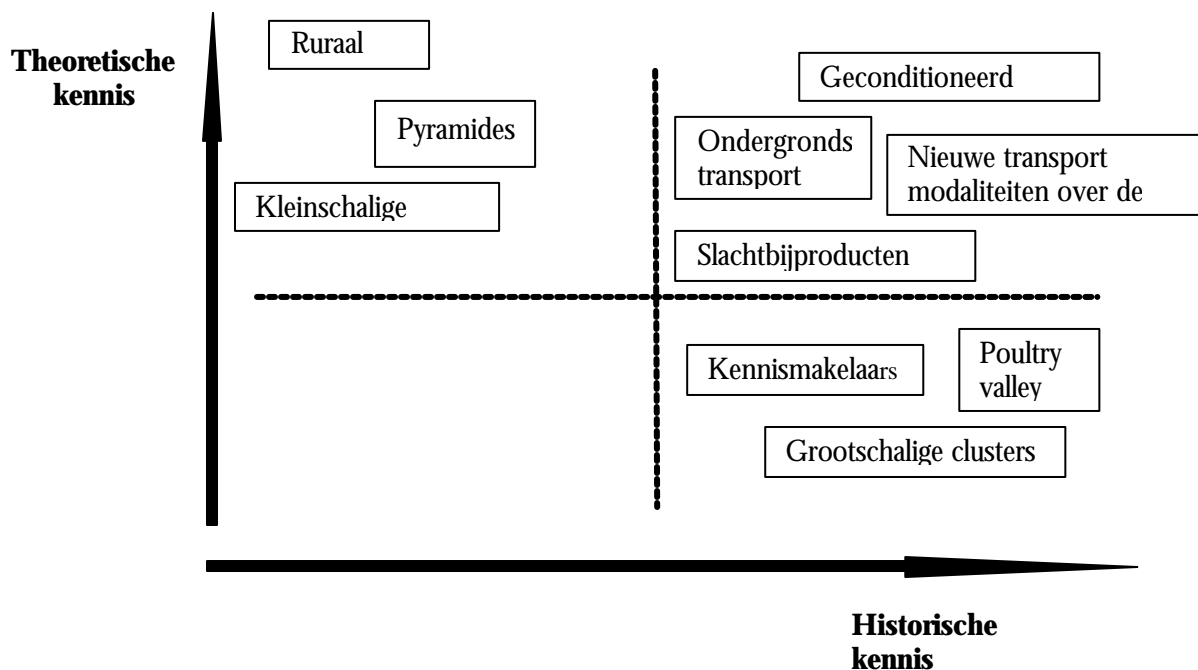 Theoretische
kennis
Ruraal
Pyramides
Kleinschalige
Geconditioneerd
Ondergronds
transport
Nieuwe transport
modaliteiten over de
Slachtbijproducten
Kennismakelaars
Poultry
valley
Grootschalige clusters
Historische
kennis